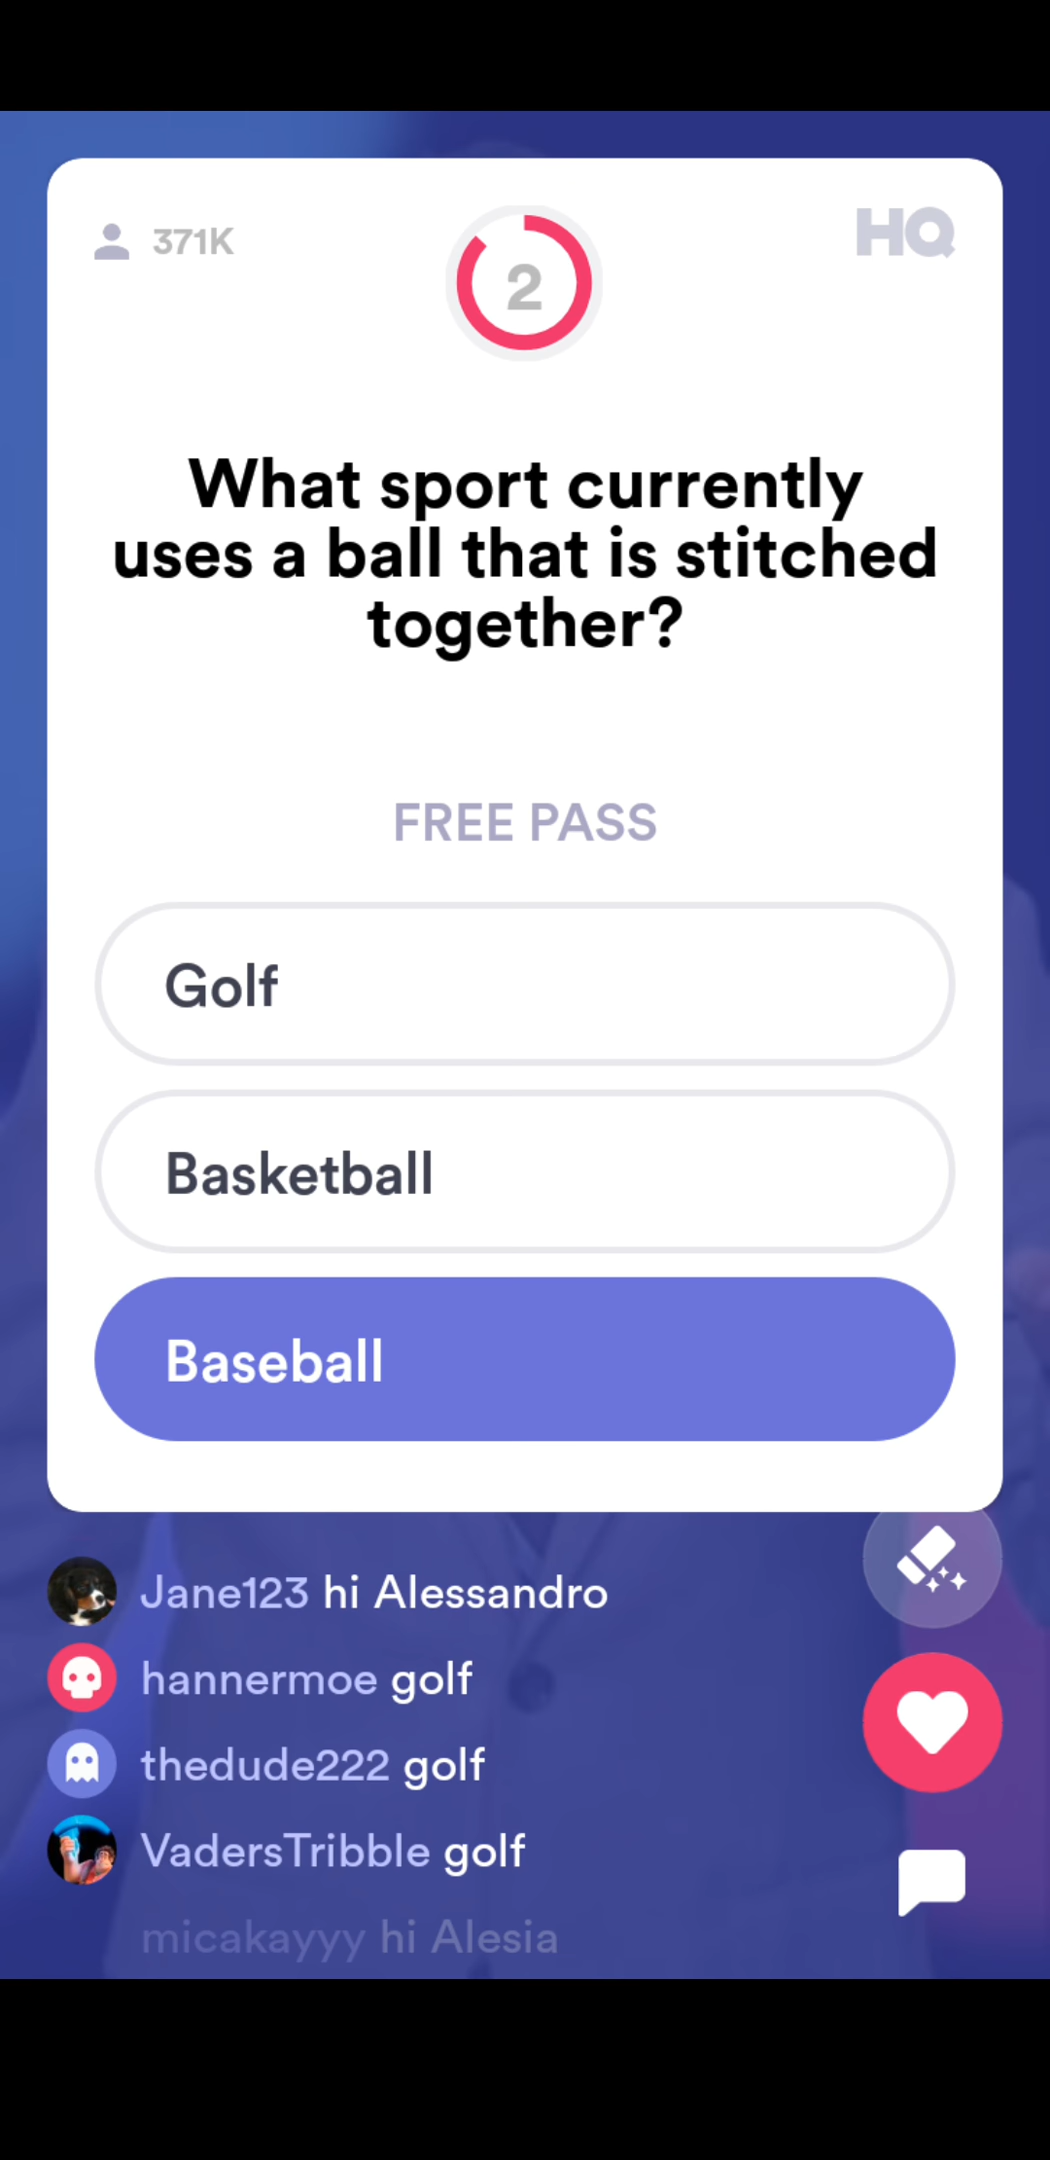 371K
2
HQ
What sport currently
uses a ball that is stitched
together?
FREE PASS
Golf
Basketball
Baseball
Jane123 hi Alessandro
hannermoe golf
thedude222 golf
VadersTribble golf
micakayyy hi Alesia